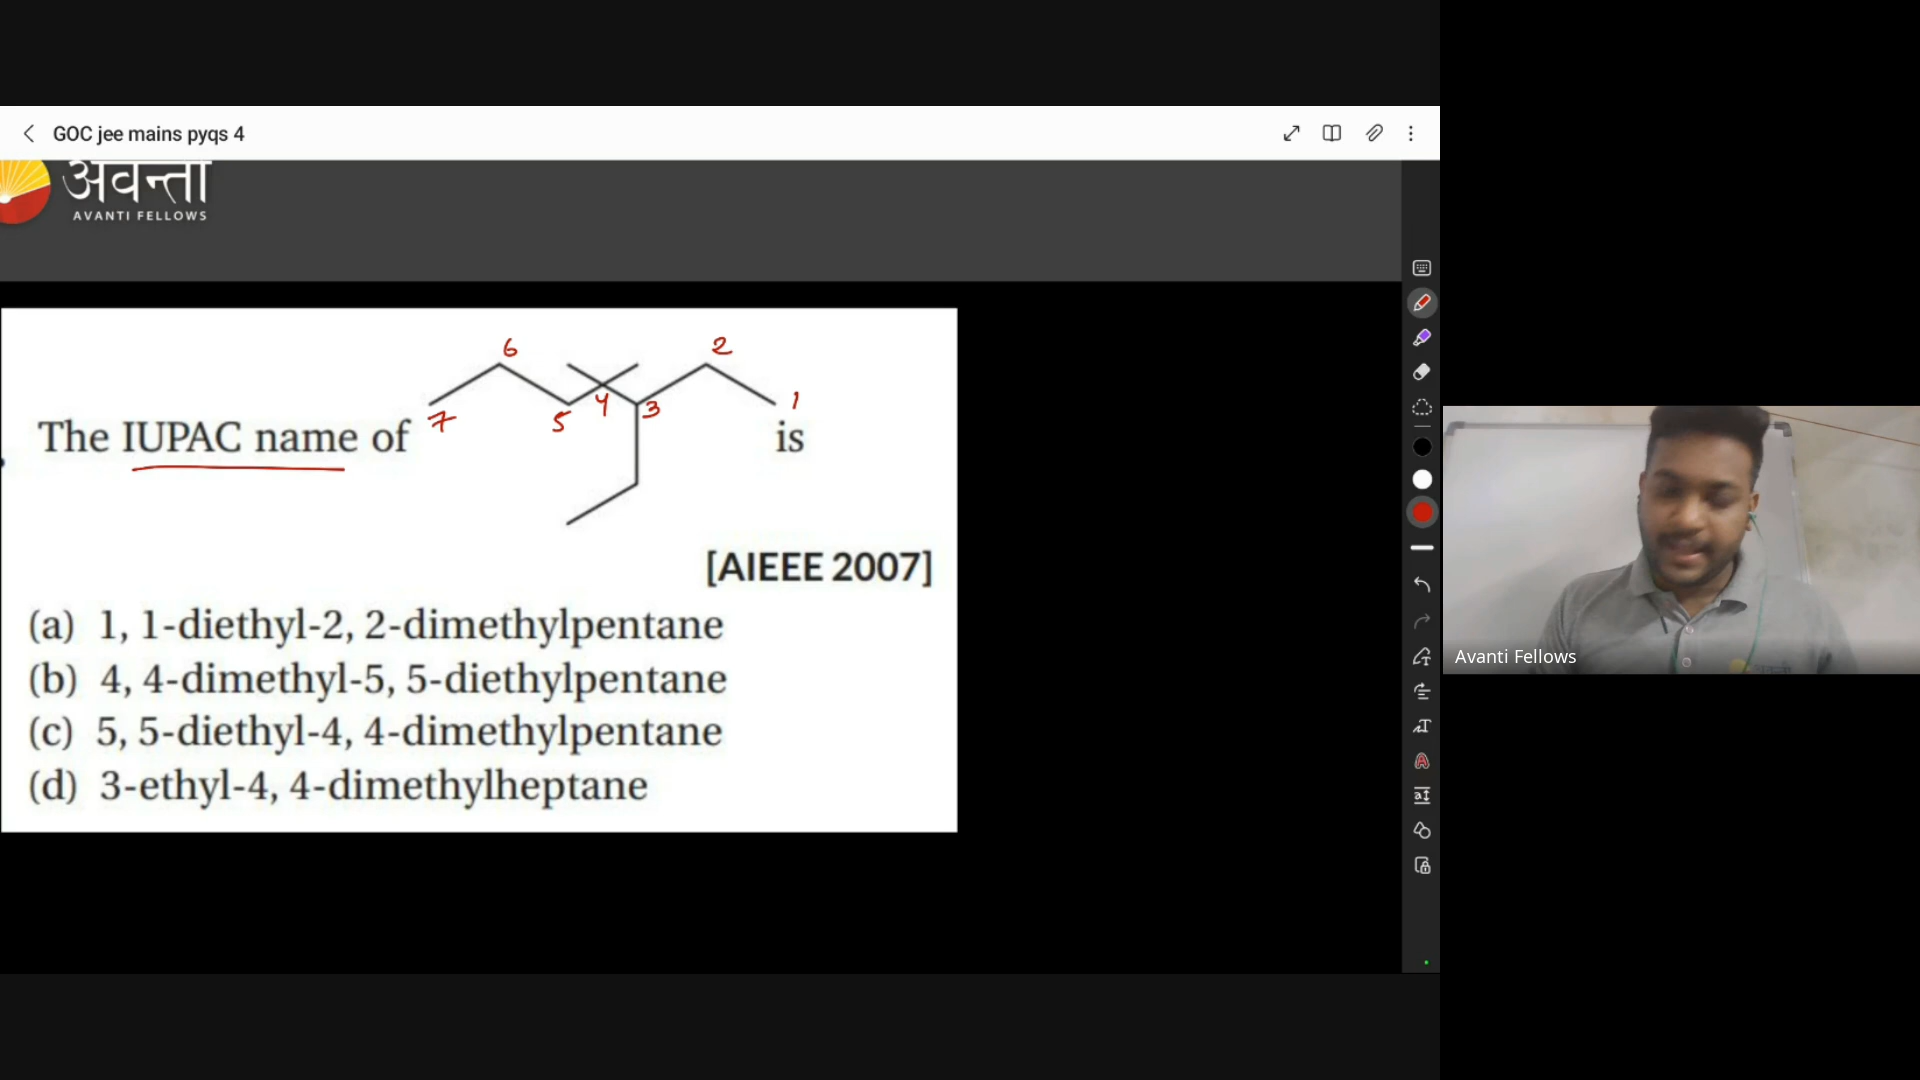 GOC jee mains pyqs 4
अवन्ती
AVANTI FELLOWS
6
2
7
5
4
3
1
The IUPAC name of is
[AIEEE 2007]
(a) 1, 1-diethyl-2, 2-dimethylpentane
(b) 4, 4-dimethyl-5, 5-diethylpentane
(c) 5, 5-diethyl-4, 4-dimethylpentane
(d) 3-ethyl-4, 4-dimethylheptane
Avanti Fellows